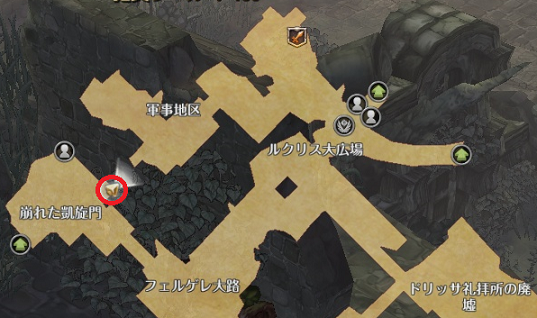 軍事地区
ルクリス大広場
崩れた凱旋門
フェルゲレ大路
ドリッサ礼拝所の廃
墟